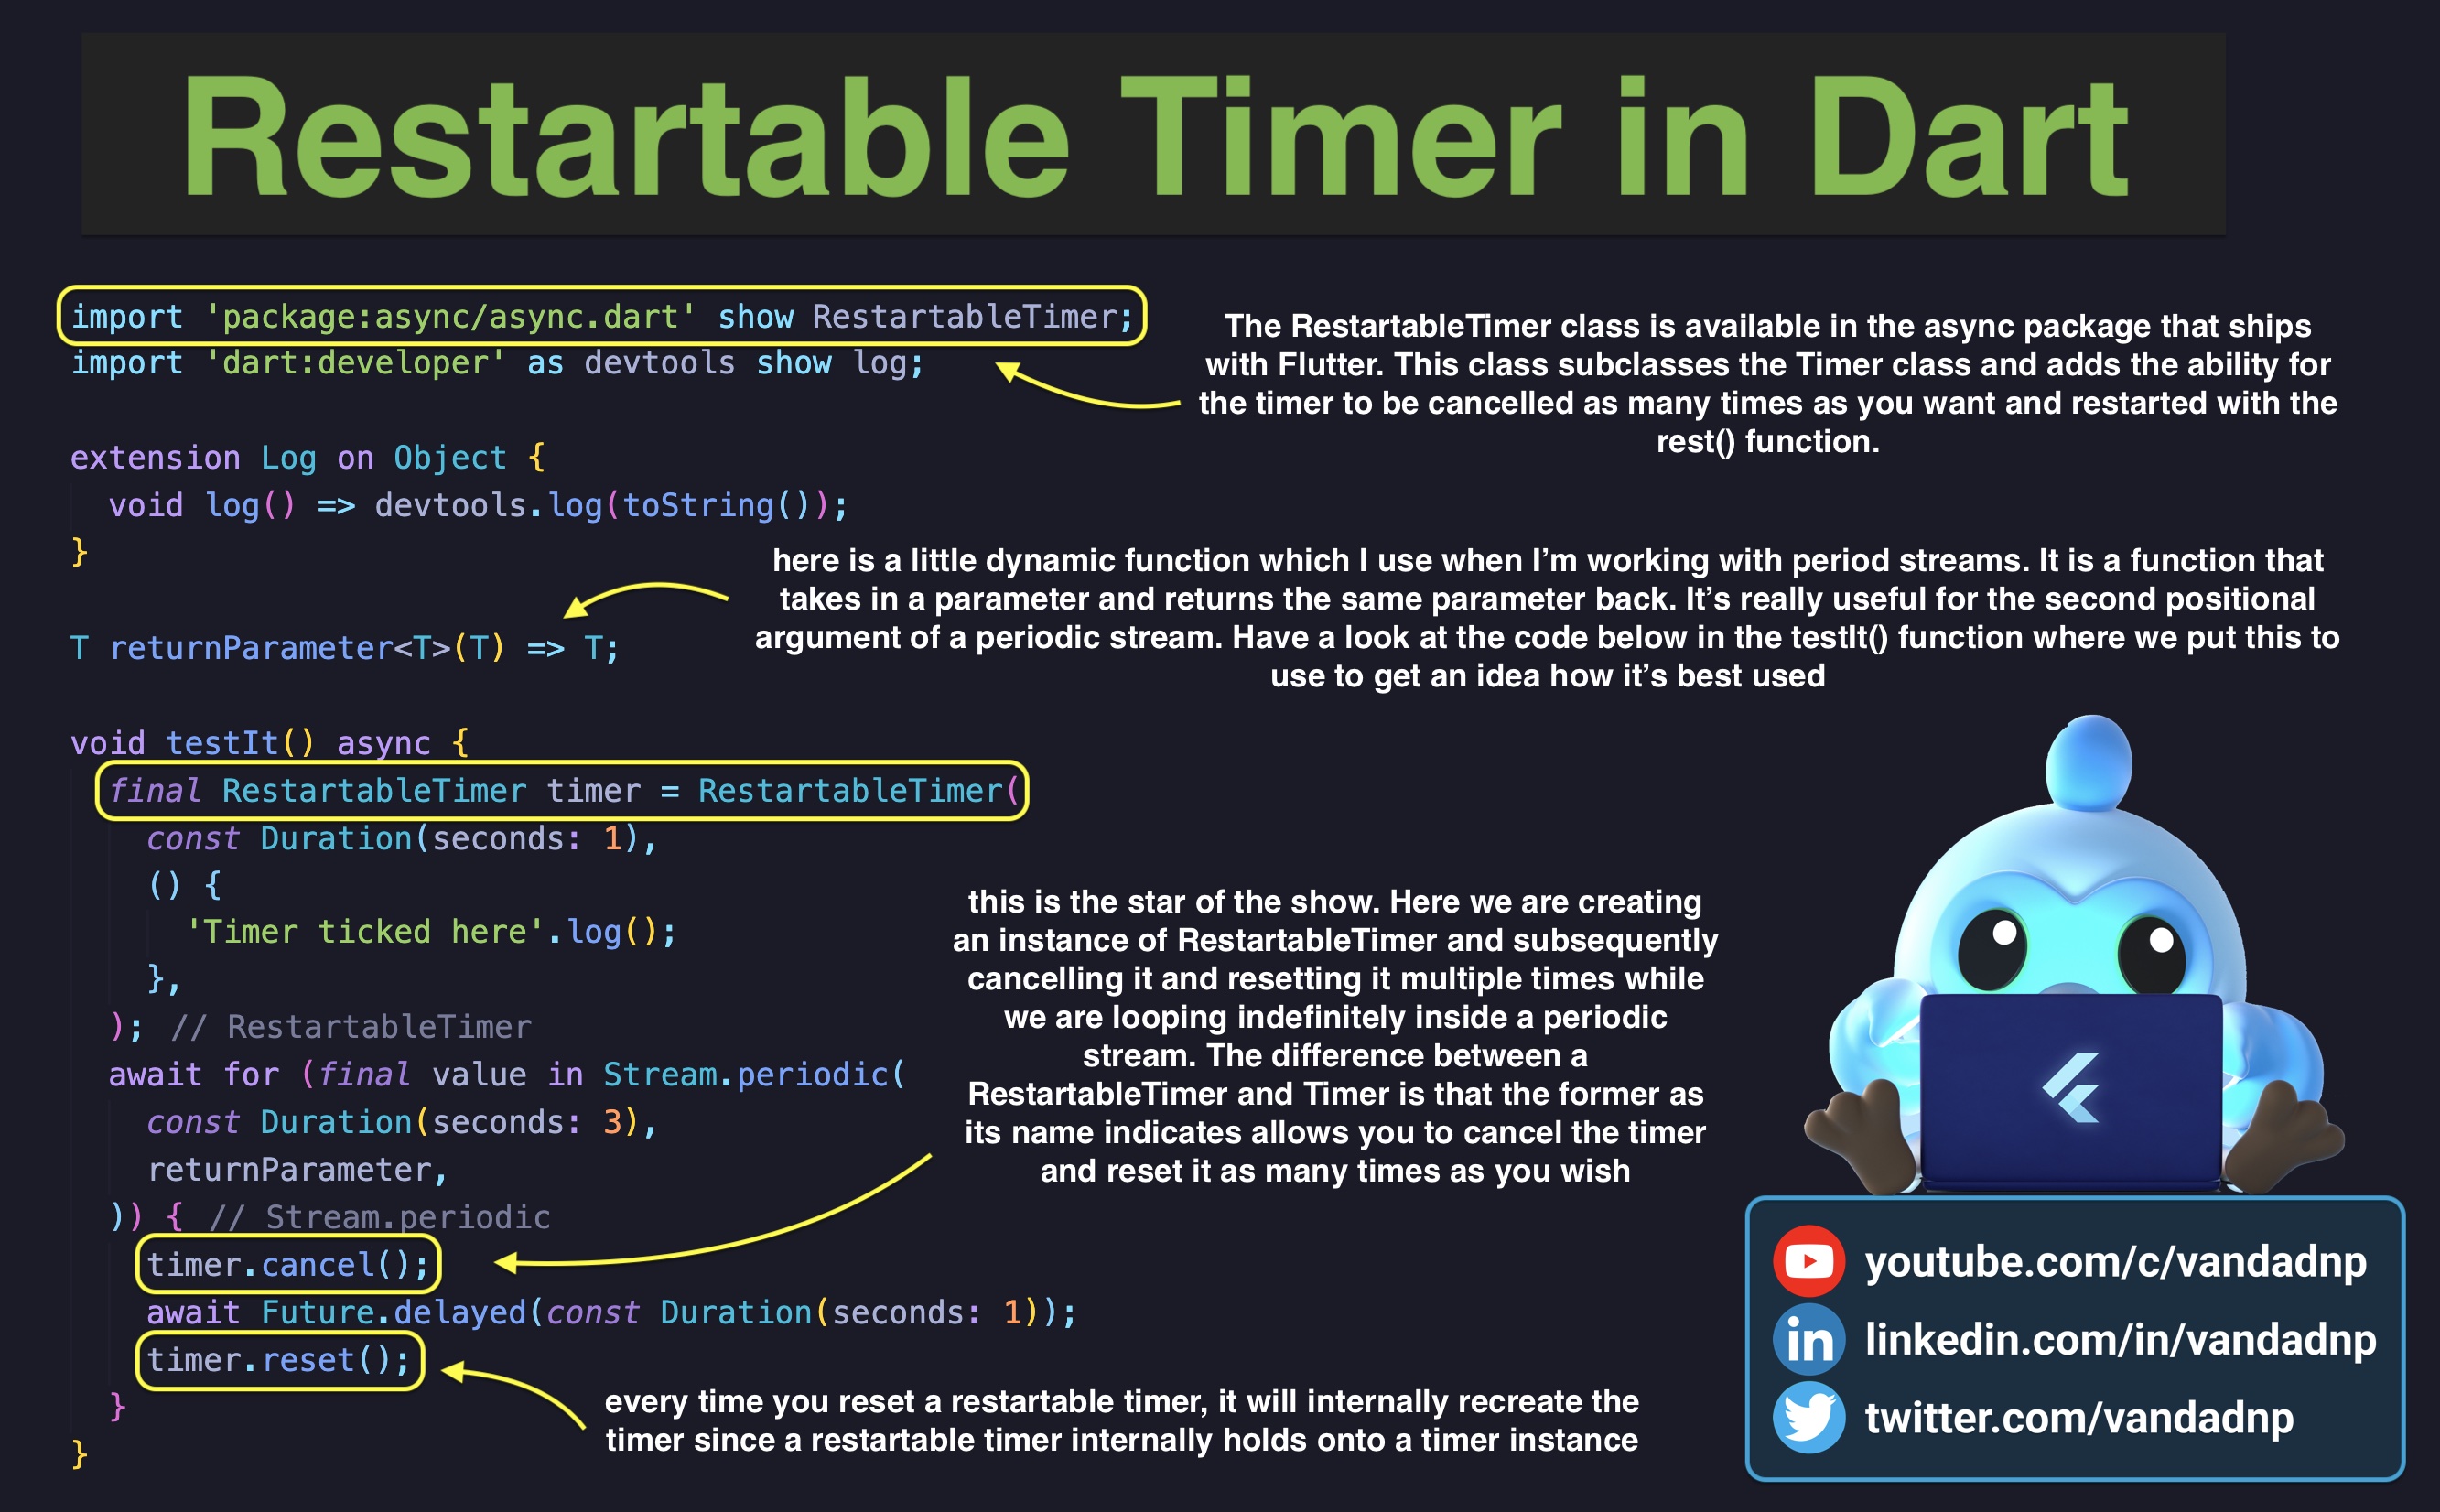 Restartable Timer in Dart
import 'package:async/async.dart' show RestartableTimer;
import 'dart:developer' as devtools show log;
The RestartableTimer class is available in the async package that ships
with Flutter. This class subclasses the Timer class and adds the ability for
the timer to be cancelled as many times as you want and restarted with the
rest() function.
extension Log on Object {
void log() => devtools.log(toString());
}
here is a little dynamic function which I use when I’m working with period streams. It is a function that
takes in a parameter and returns the same parameter back. It’s really useful for the second positional
argument of a periodic stream. Have a look at the code below in the testIt() function where we put this to
use to get an idea how it’s best used
T returnParameter<T>(T) => T;
void testIt() async {
final RestartableTimer timer = RestartableTimer(
const Duration(seconds: 1),
() {
'Timer ticked here'.log();
},
); // RestartableTimer
await for (final value in Stream.periodic(
const Duration(seconds: 3),
returnParameter,
)) { // Stream.periodic
timer.cancel();
await Future.delayed(const Duration(seconds: 1));
timer.reset();
}
}
this is the star of the show. Here we are creating
an instance of RestartableTimer and subsequently
cancelling it and resetting it multiple times while
we are looping indefinitely inside a periodic
stream. The difference between a
RestartableTimer and Timer is that the former as
its name indicates allows you to cancel the timer
and reset it as many times as you wish
every time you reset a restartable timer, it will internally recreate the
timer since a restartable timer internally holds onto a timer instance
youtube.com/c/vandadnp
in linkedin.com/in/vandadnp
twitter.com/vandadnp